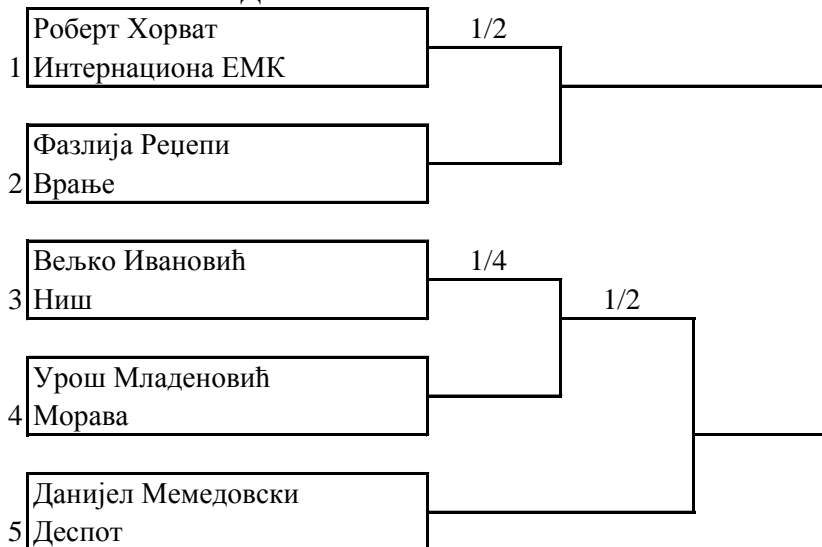 Роберт Хорват 1/2
1 Интернациона ЕМК
Фазлија Реџепи
2 Врање
Вељко Ивановић 1/4
3 Ниш 1/2
Урош Младеновић
4 Морава
Данијел Мемедовски
5 Деспот